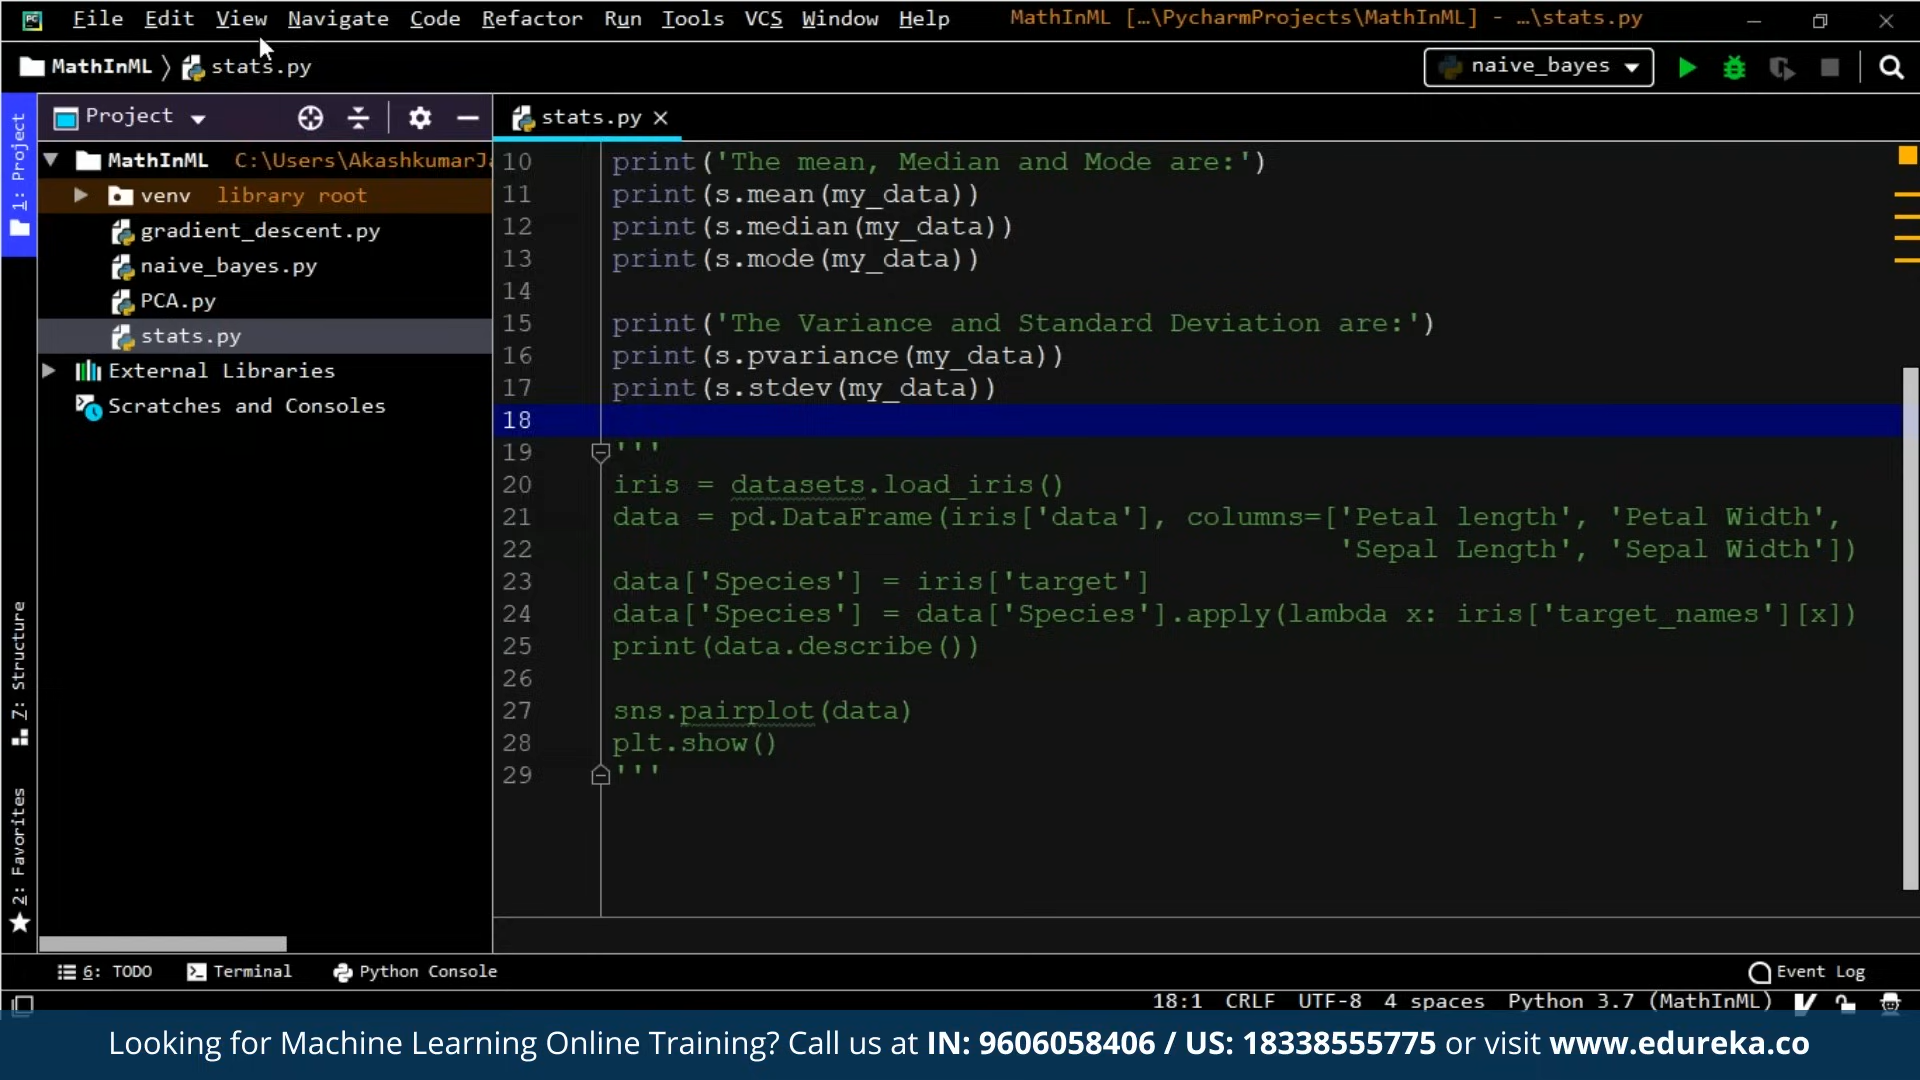 File Edit View Navigate Code Refactor Run Tools VCS Window Help MathInML […\PycharmProjects\MathInML] - …\stats.py
MathInML stats.py naive_bayes
1: Project
Project
stats.py
MathInML C:\Users\AkashkumarJa
venv library root
gradient_descent.py
naive_bayes.py
PCA.py
stats.py
External Libraries
Scratches and Consoles
10 print('The mean, Median and Mode are:')
11 print(s.mean(my_data))
12 print(s.median(my_data))
13 print(s.mode(my_data))
14
15 print('The Variance and Standard Deviation are:')
16 print(s.pvariance(my_data))
17 print(s.stdev(my_data))
18
19 '''
20 iris = datasets.load_iris()
21 data = pd.DataFrame(iris['data'], columns=['Petal length', 'Petal Width',
22 'Sepal Length', 'Sepal Width'])
23 data['Species'] = iris['target']
24 data['Species'] = data['Species'].apply(lambda x: iris['target_names'][x])
25 print(data.describe())
26
27 sns.pairplot(data)
28 plt.show()
29 '''
7: Structure
2: Favorites
6: TODO Terminal Python Console Event Log
18:1 CRLF UTF-8 4 spaces Python 3.7 (MathInML)
Looking for Machine Learning Online Training? Call us at IN: 9606058406 / US: 18338555775 or visit www.edureka.co